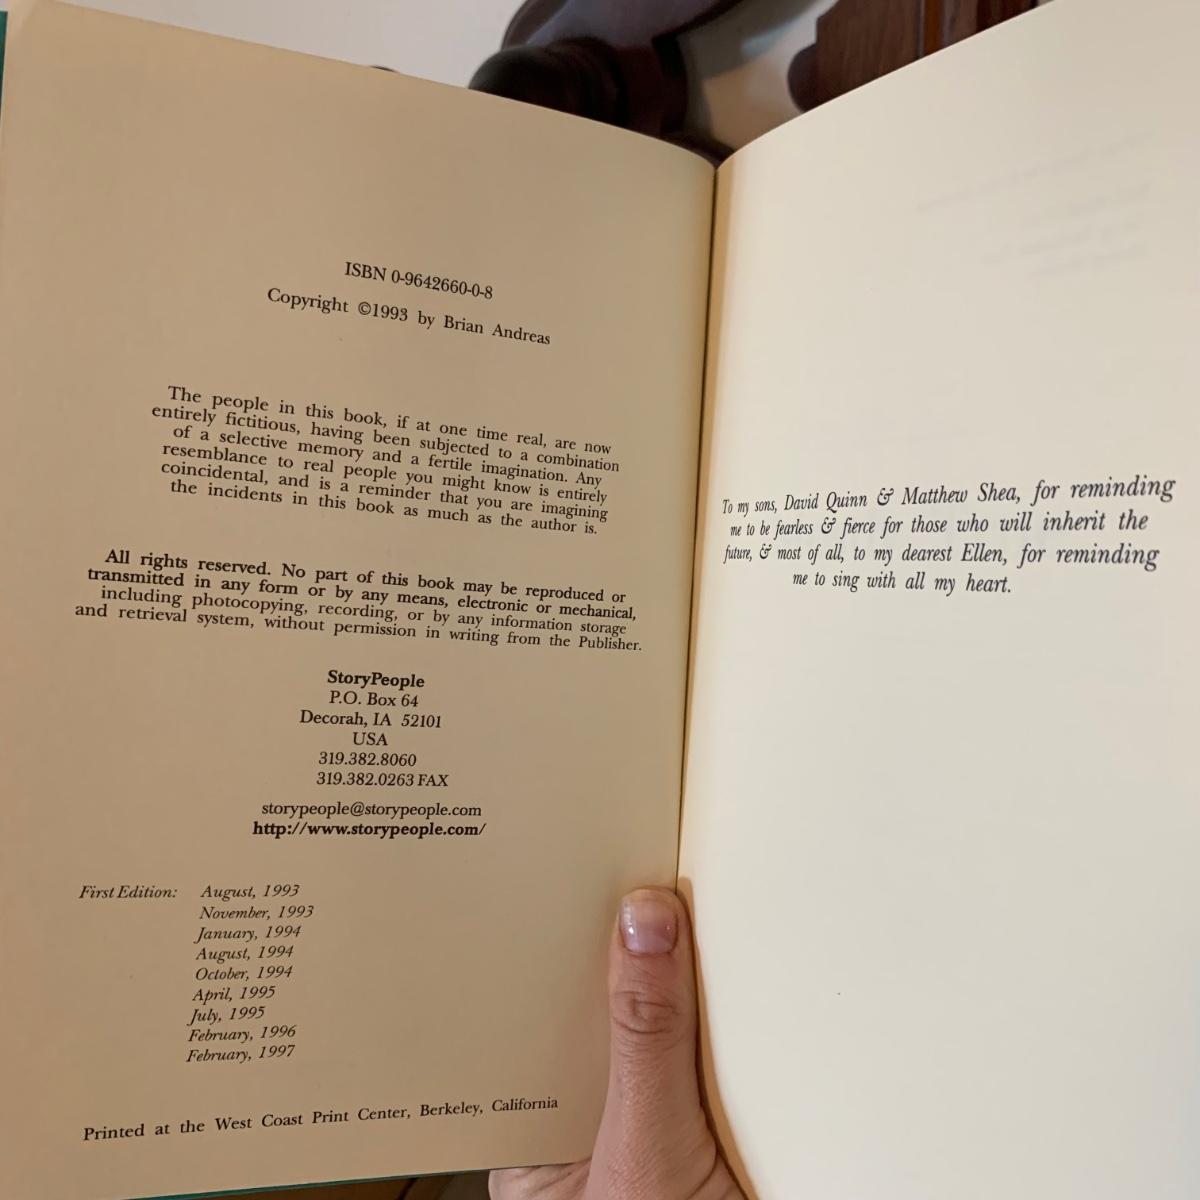 ISBN 0-9642660-0-8
Copyright ©1993 by Brian Andreas
The people in this book, if at one time real, are now
entirely fictitious, having been subjected to a combination
of a selective memory and a fertile imagination. Any
resemblance to real people you might know is entirely
coincidental, and is a reminder that you are imagining
the incidents in this book as much as the author is.
All rights reserved. No part of this book may be reproduced or
transmitted in any form or by any means, electronic or mechanical,
including photocopying, recording, or by any information storage
and retrieval system, without permission in writing from the Publisher.
StoryPeople
P.O. Box 64
Decorah, IA 52101
USA
319.382.8060
319.382.0263 FAX
storypeople@storypeople.com
http://www.storypeople.com/
First Edition: August, 1993
November, 1993
January, 1994
August, 1994
October, 1994
April, 1995
July, 1995
February, 1996
February, 1997
Printed at the West Coast Print Center, Berkeley, California
To my sons, David Quinn & Matthew Shea, for reminding
me to be fearless & fierce for those who will inherit the
future, & most of all, to my dearest Ellen, for reminding
me to sing with all my heart.